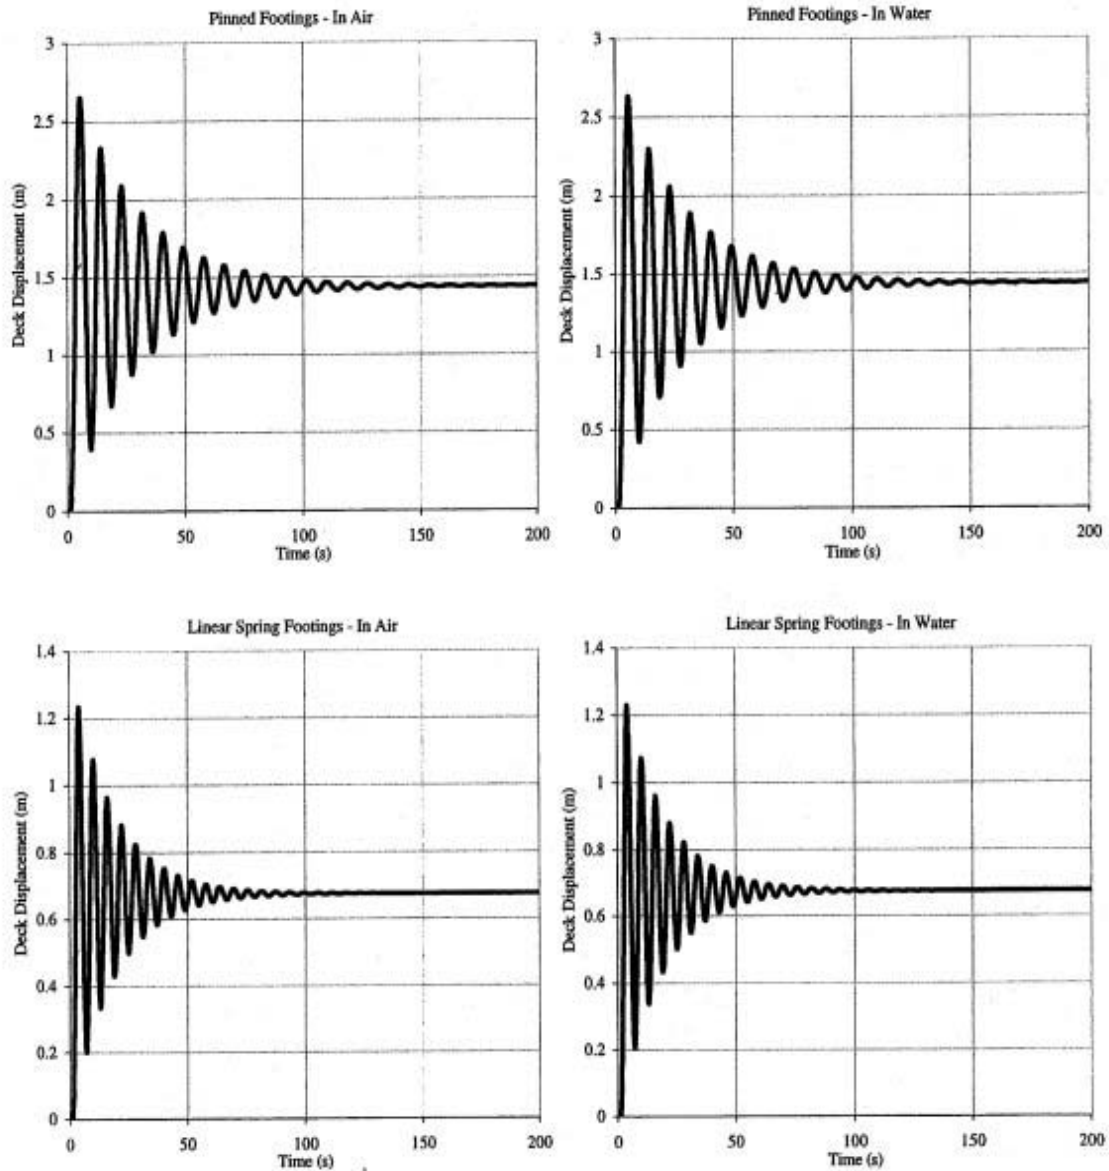 Pinned Footings - In Air
3
2.5
2
1.5
1
0.5
0
Deck Displacement (m)
0 50 100 150 200
Time (s)
Pinned Footings - In Water
3
2.5
2
1.5
1
0.5
0
Deck Displacement (m)
0 50 100 150 200
Time (s)
Linear Spring Footings - In Air
1.4
1.2
1
0.8
0.6
0.4
0.2
0
Deck Displacement (m)
0 50 100 150 200
Time (s)
Linear Spring Footings - In Water
1.4
1.2
1
0.8
0.6
0.4
0.2
0
Deck Displacement (m)
0 50 100 150 200
Time (s)